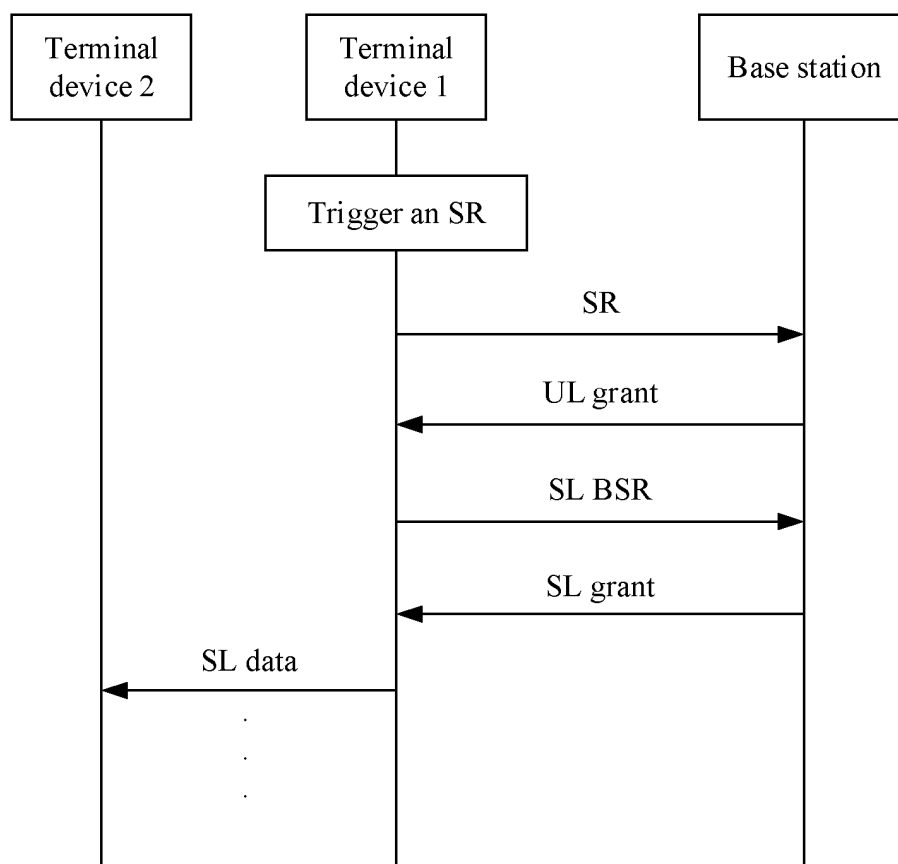 Terminal
device 2
Terminal
device 1
Base station
Trigger an SR
SR
UL grant
SL BSR
SL grant
SL data